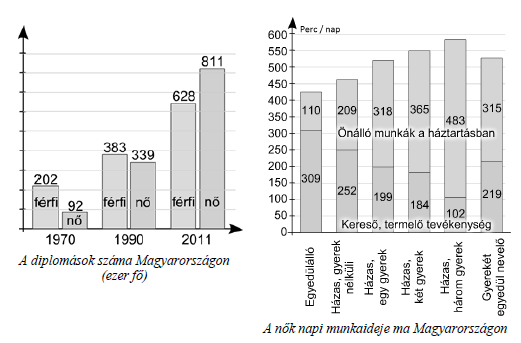 202
92
383
339
628
811
férfi
nő
férfi
nő
férfi
nő
1970
1990
2011
A diplomások száma Magyarországon
(ezer fő)
Perc / nap
600
550
500
450
400
350
300
250
200
150
100
50
0
110
209
318
365
483
315
Önálló munkák a háztartásban
309
252
199
184
102
219
Kereső, termelő tevékenység
Egyedülálló
Házas, gyerek
nélküli
Házas,
egy gyerek
Házas,
két gyerek
Házas,
három gyerek
Gyerekét
egyedül nevelő
A nők napi munkaideje ma Magyarországon